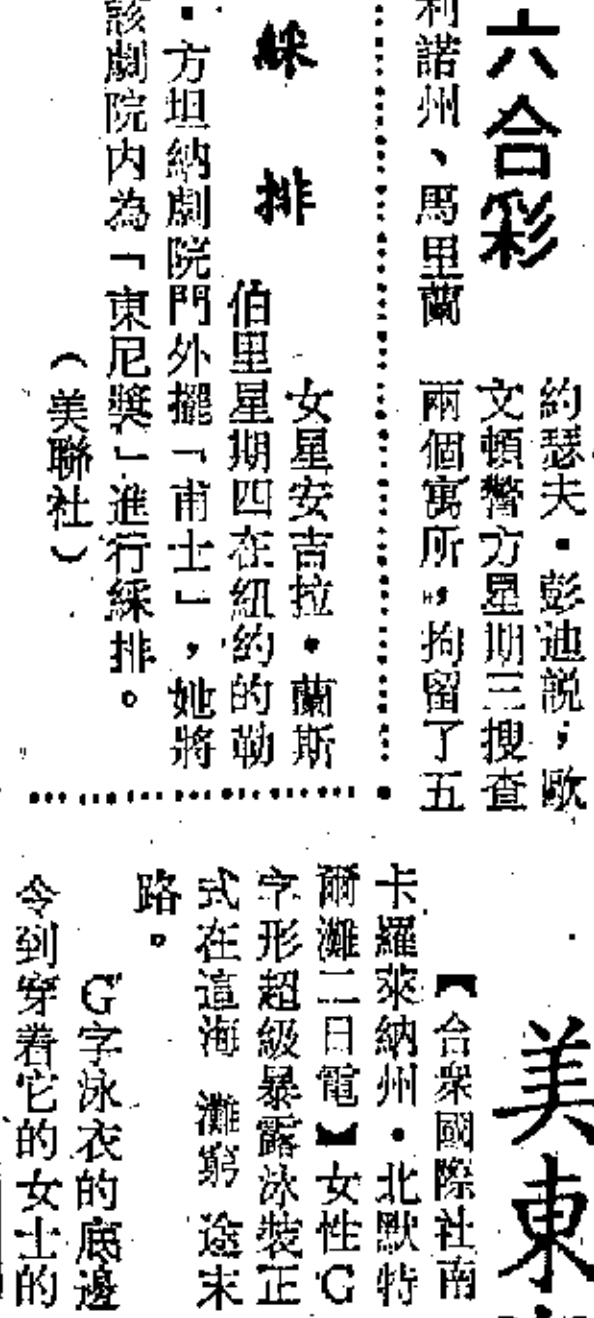 六合彩
約瑟夫·彭迪說，歐
文頓警方星期三搜查
兩個寓所，拘留了五
利諾州、馬里蘭
綵排
女星安吉拉·蘭斯
伯里星期四在紐約的勒
·方坦納劇院門外擺「甫士」，她將
該劇院內為「東尼獎」進行綵排。
（美聯社）
美東
【合衆國際社南
卡羅萊納州·北默特
爾灘二日電】女性G
字形超級暴露泳裝正
式在這海灘窮途末
路。
G字泳衣的底邊
令到穿着它的女士的